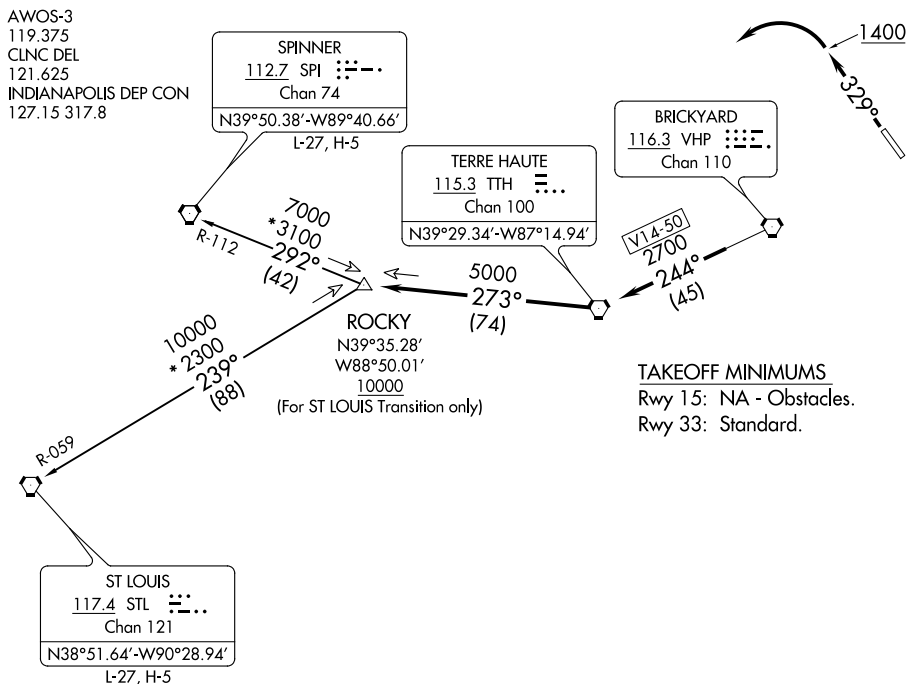 AWOS-3
119.375
CLNC DEL
121.625
INDIANAPOLIS DEP CON
127.15 317.8
SPINNER
112.7 SPI
Chan 74
N39°50.38'-W89°40.66'
L-27, H-5
TERRE HAUTE
115.3 TTH
Chan 100
N39°29.34'-W87°14.94'
BRICKYARD
116.3 VHP
Chan 110
1400
329°
R-112
7000
*3100
292°
(42)
5000
273°
(74)
V14-50
2700
244°
(45)
ROCKY
N39°35.28'
W88°50.01'
10000
(For ST LOUIS Transition only)
10000
*2300
239°
(88)
R-059
TAKEOFF MINIMUMS
Rwy 15: NA - Obstacles.
Rwy 33: Standard.
ST LOUIS
117.4 STL
Chan 121
N38°51.64'-W90°28.94'
L-27, H-5